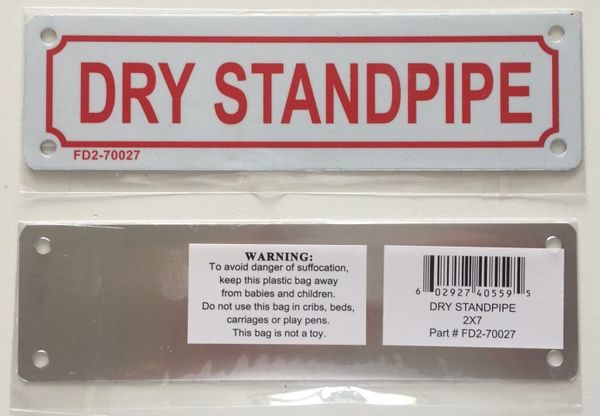 DRY STANDPIPE
FD2-70027
WARNING:
To avoid danger of suffocation,
keep this plastic bag away
from babies and children.
Do not use this bag in cribs, beds,
carriages or play pens.
This bag is not a toy.
6 02927 40559 5
DRY STANDPIPE
2X7
Part # FD2-70027